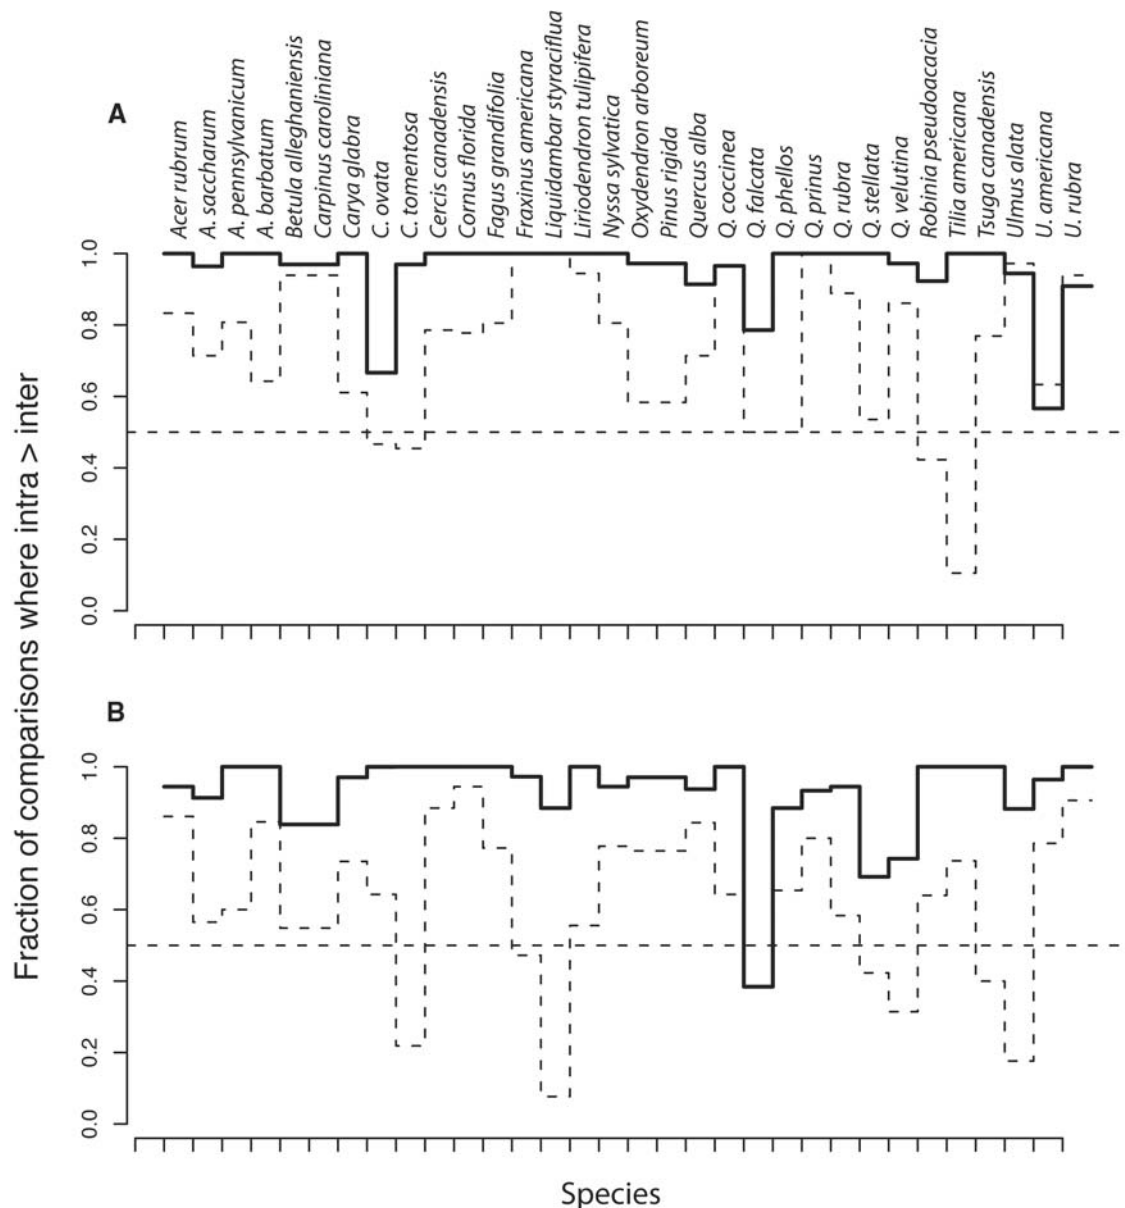 A
Acer rubrum
A. saccharum
A. pennsylvanicum
A. barbatum
Betula alleghaniensis
Carpinus caroliniana
Carya glabra
C. ovata
C. tomentosa
Cercis canadensis
Cornus florida
Fagus grandifolia
Fraxinus americana
Liquidambar styraciflua
Liriodendron tulipifera
Nyssa sylvatica
Oxydendron arboreum
Pinus rigida
Quercus alba
Q. coccinea
Q. falcata
Q. phellos
Q. prinus
Q. rubra
Q. stellata
Q. velutina
Robinia pseudoacacia
Tilia americana
Tsuga canadensis
Ulmus alata
U. americana
U. rubra
1.0
0.8
0.6
0.4
0.2
0.0
Fraction of comparisons where intra > inter
B
1.0
0.8
0.6
0.4
0.2
0.0
Species